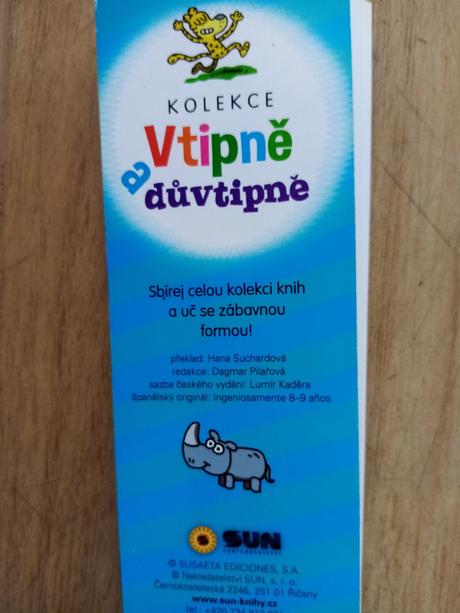 KOLEKCE
Vtipně
a důvtipně
Sbírej celou kolekci knih
a uč se zábavnou
formou!
překlad: Hana Suchardová
redakce: Dagmar Pilařová
sazba českého vydání: Lumír Kaděra
španělský originál: Ingeniosamente 8–9 años
SUN
© SUSAETA EDICIONES, S.A.
© Nakladatelství SUN, s. r. o.
Černokostelecká 2246, 251 01 Říčany
www.sun-knihy.cz